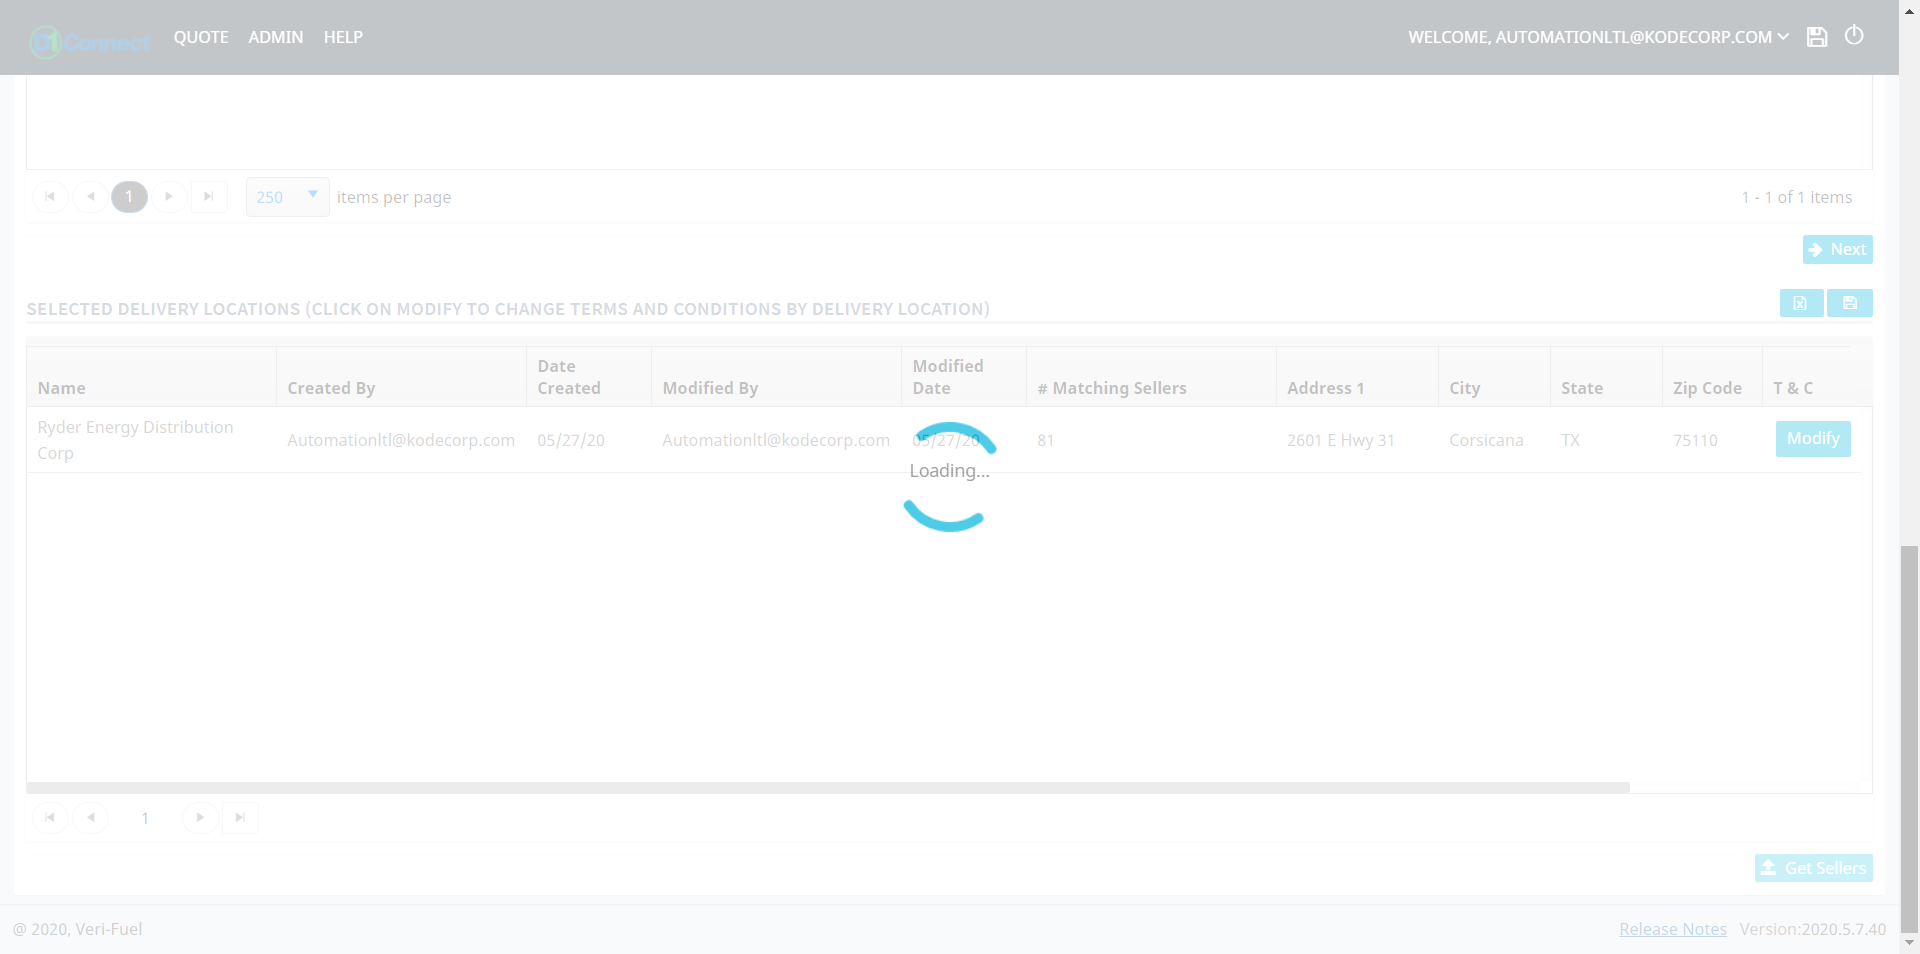 D1Connect QUOTE ADMIN HELP WELCOME, AUTOMATIONLTL@KODECORP.COM
1 250 items per page 1 - 1 of 1 items
Next
SELECTED DELIVERY LOCATIONS (CLICK ON MODIFY TO CHANGE TERMS AND CONDITIONS BY DELIVERY LOCATION)
Name Created By Date Created Modified By Modified Date # Matching Sellers Address 1 City State Zip Code T & C
Ryder Energy Distribution Corp Automationltl@kodecorp.com 05/27/20 Automationltl@kodecorp.com 05/27/20 81 2601 E Hwy 31 Corsicana TX 75110 Modify
Loading...
1
Get Sellers
@ 2020, Veri-Fuel Release Notes Version:2020.5.7.40